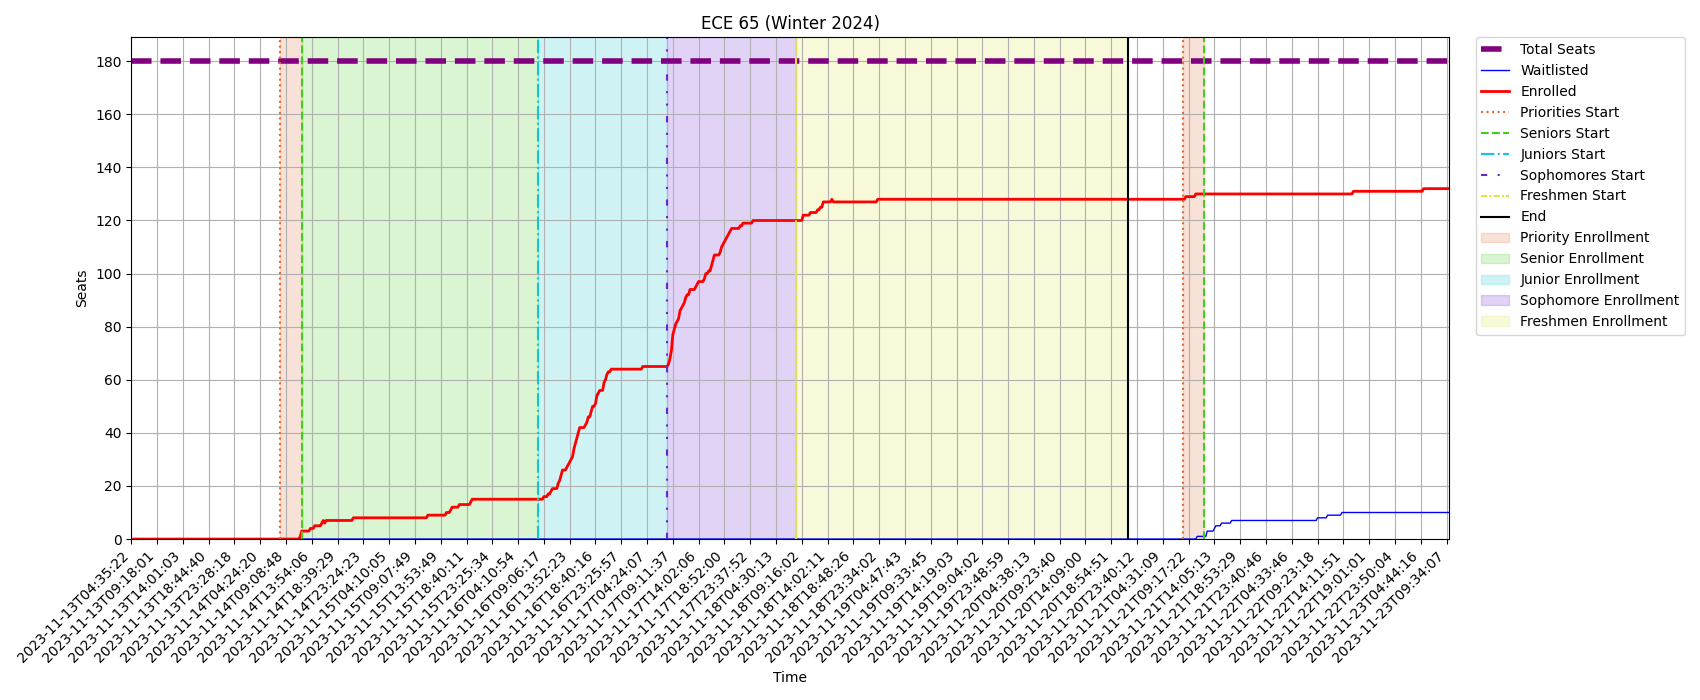 ECE 65 (Winter 2024)
Seats
180
160
140
120
100
80
60
40
20
0
2023-11-13T04:35:22
2023-11-13T09:18:01
2023-11-13T14:01:03
2023-11-13T18:44:40
2023-11-13T23:28:18
2023-11-14T04:24:20
2023-11-14T09:08:48
2023-11-14T13:54:06
2023-11-14T18:39:29
2023-11-14T23:24:23
2023-11-15T04:10:05
2023-11-15T09:07:49
2023-11-15T13:53:49
2023-11-15T18:40:11
2023-11-15T23:25:34
2023-11-16T04:10:54
2023-11-16T09:06:17
2023-11-16T13:52:23
2023-11-16T18:40:16
2023-11-16T23:25:57
2023-11-17T04:24:07
2023-11-17T09:11:37
2023-11-17T14:02:06
2023-11-17T18:52:00
2023-11-17T23:37:52
2023-11-18T04:30:13
2023-11-18T09:16:02
2023-11-18T14:02:11
2023-11-18T18:48:26
2023-11-18T23:34:02
2023-11-19T04:47:43
2023-11-19T09:33:45
2023-11-19T14:19:03
2023-11-19T19:04:02
2023-11-19T23:48:59
2023-11-20T04:38:13
2023-11-20T09:23:40
2023-11-20T14:09:00
2023-11-20T18:54:51
2023-11-20T23:40:12
2023-11-21T04:31:09
2023-11-21T09:17:22
2023-11-21T14:05:13
2023-11-21T18:53:29
2023-11-21T23:40:46
2023-11-22T04:33:46
2023-11-22T09:23:18
2023-11-22T14:11:51
2023-11-22T19:01:01
2023-11-22T23:50:04
2023-11-23T04:44:16
2023-11-23T09:34:07
Time
Total Seats
Waitlisted
Enrolled
Priorities Start
Seniors Start
Juniors Start
Sophomores Start
Freshmen Start
End
Priority Enrollment
Senior Enrollment
Junior Enrollment
Sophomore Enrollment
Freshmen Enrollment